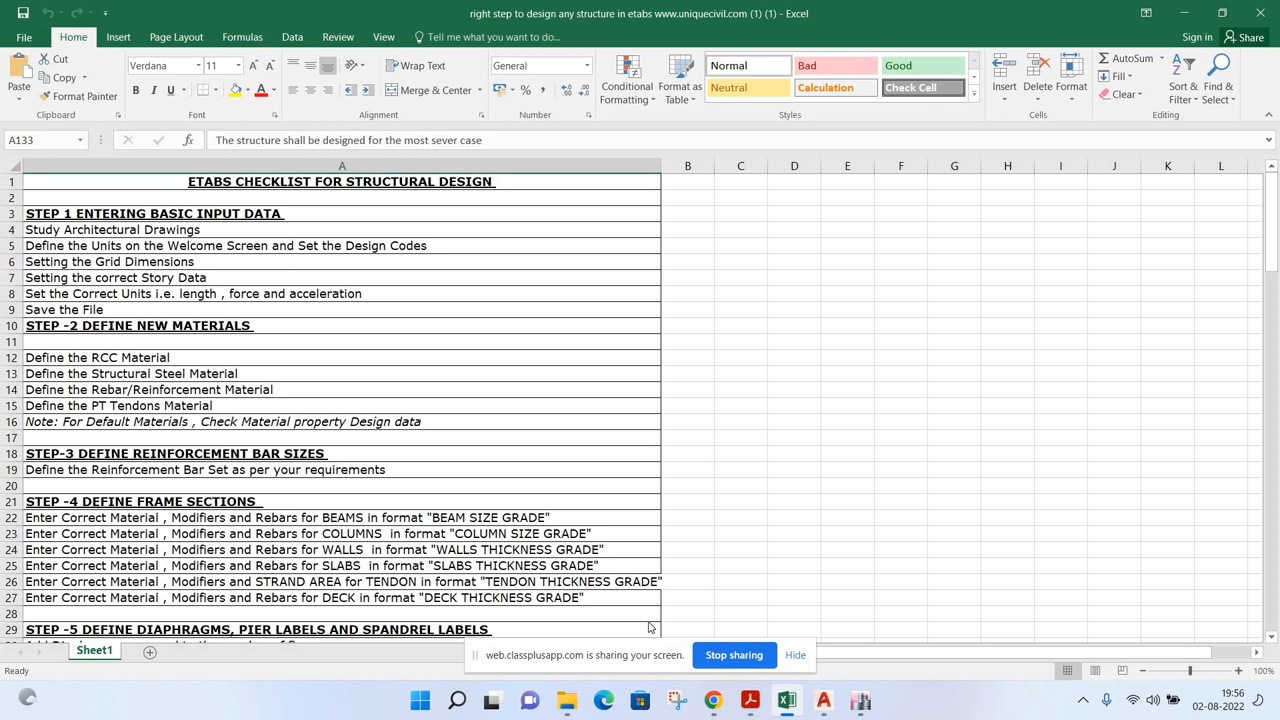 right step to design any structure in etabs www.uniquecivil.com (1) (1) - Excel
File Home Insert Page Layout Formulas Data Review View Tell me what you want to do... Sign in Share
Paste Cut Copy Format Painter
Verdana 11
B I U A
Wrap Text
Merge & Center
General
Conditional Formatting Format as Table
Normal Bad Good
Neutral Calculation Check Cell
Insert Delete Format
AutoSum Fill Clear
Sort & Filter Find & Select
Clipboard Font Alignment Number Styles Cells Editing
A133 fx The structure shall be designed for the most sever case
A B C D E F G H I J K L
1 ETABS CHECKLIST FOR STRUCTURAL DESIGN
2
3 STEP 1 ENTERING BASIC INPUT DATA
4 Study Architectural Drawings
5 Define the Units on the Welcome Screen and Set the Design Codes
6 Setting the Grid Dimensions
7 Setting the correct Story Data
8 Set the Correct Units i.e. length , force and acceleration
9 Save the File
10 STEP -2 DEFINE NEW MATERIALS
11
12 Define the RCC Material
13 Define the Structural Steel Material
14 Define the Rebar/Reinforcement Material
15 Define the PT Tendons Material
16 Note: For Default Materials , Check Material property Design data
17
18 STEP-3 DEFINE REINFORCEMENT BAR SIZES
19 Define the Reinforcement Bar Set as per your requirements
20
21 STEP -4 DEFINE FRAME SECTIONS
22 Enter Correct Material , Modifiers and Rebars for BEAMS in format "BEAM SIZE GRADE"
23 Enter Correct Material , Modifiers and Rebars for COLUMNS in format "COLUMN SIZE GRADE"
24 Enter Correct Material , Modifiers and Rebars for WALLS in format "WALLS THICKNESS GRADE"
25 Enter Correct Material , Modifiers and Rebars for SLABS in format "SLABS THICKNESS GRADE"
26 Enter Correct Material , Modifiers and STRAND AREA for TENDON in format "TENDON THICKNESS GRADE"
27 Enter Correct Material , Modifiers and Rebars for DECK in format "DECK THICKNESS GRADE"
28
29 STEP -5 DEFINE DIAPHRAGMS, PIER LABELS AND SPANDREL LABELS
Sheet1
web.classplusapp.com is sharing your screen. Stop sharing Hide
Ready 100%
19:56
02-08-2022